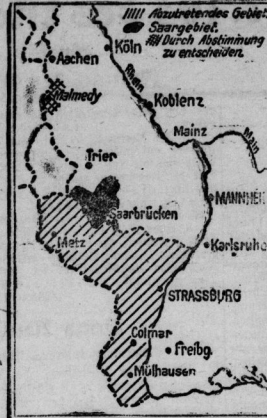 Abzutretendes Gebiet
Saargebiet.
Durch Abstimmung
zu entscheiden.
Köln
Aachen
Rhein
Malmedy
Koblenz
Mainz
Main
Trier
MANNHEI
Saarbrücken
Metz
Karlsruhe
STRASSBURG
Colmar
Freibg.
Mülhausen